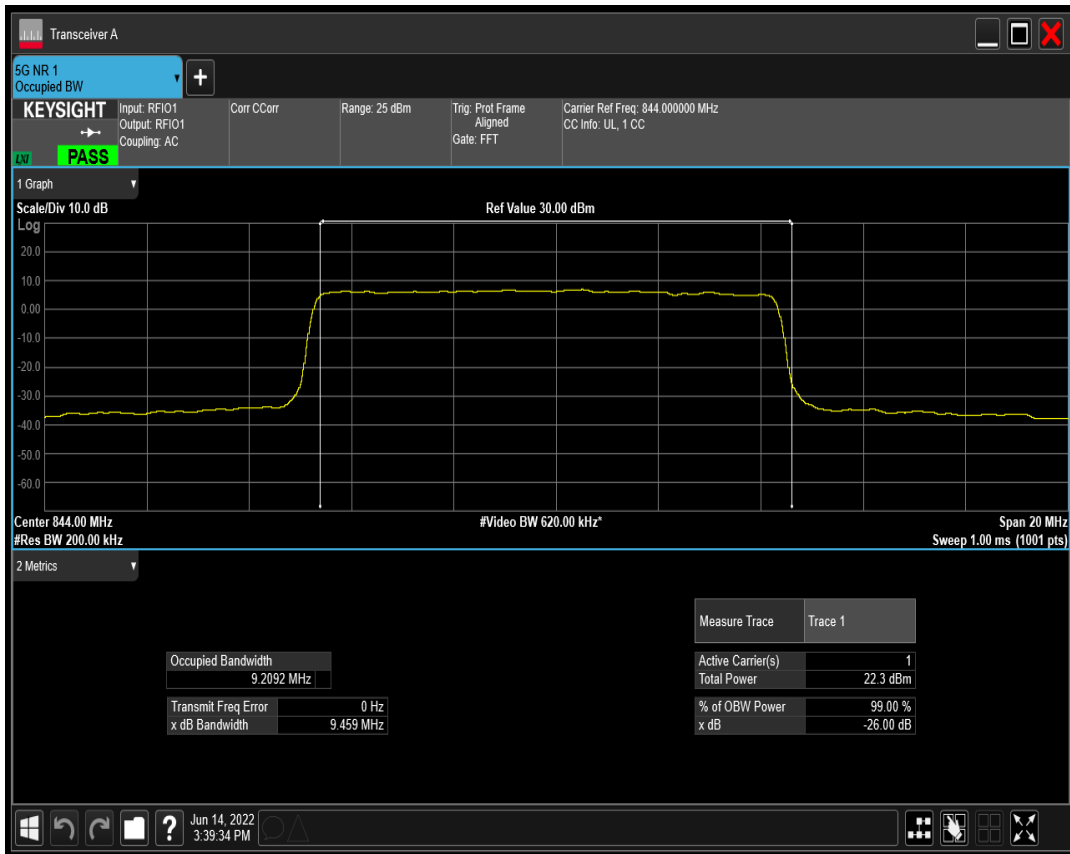 Transceiver A
5G NR 1
Occupied BW
+
KEYSIGHT Input: RFIO1 Corr CCorr Range: 25 dBm Trig: Prot Frame Carrier Ref Freq: 844.000000 MHz
Output: RFIO1 Aligned CC Info: UL, 1 CC
Coupling: AC Gate: FFT
LXI PASS
1 Graph
Scale/Div 10.0 dB Ref Value 30.00 dBm
Log
20.0
10.0
0.00
-10.0
-20.0
-30.0
-40.0
-50.0
-60.0
Center 844.00 MHz #Video BW 620.00 kHz* Span 20 MHz
#Res BW 200.00 kHz Sweep 1.00 ms (1001 pts)
2 Metrics
Measure Trace Trace 1
Occupied Bandwidth Active Carrier(s) 1
9.2092 MHz Total Power 22.3 dBm
Transmit Freq Error 0 Hz % of OBW Power 99.00 %
x dB Bandwidth 9.459 MHz x dB -26.00 dB
? Jun 14, 2022
3:39:34 PM